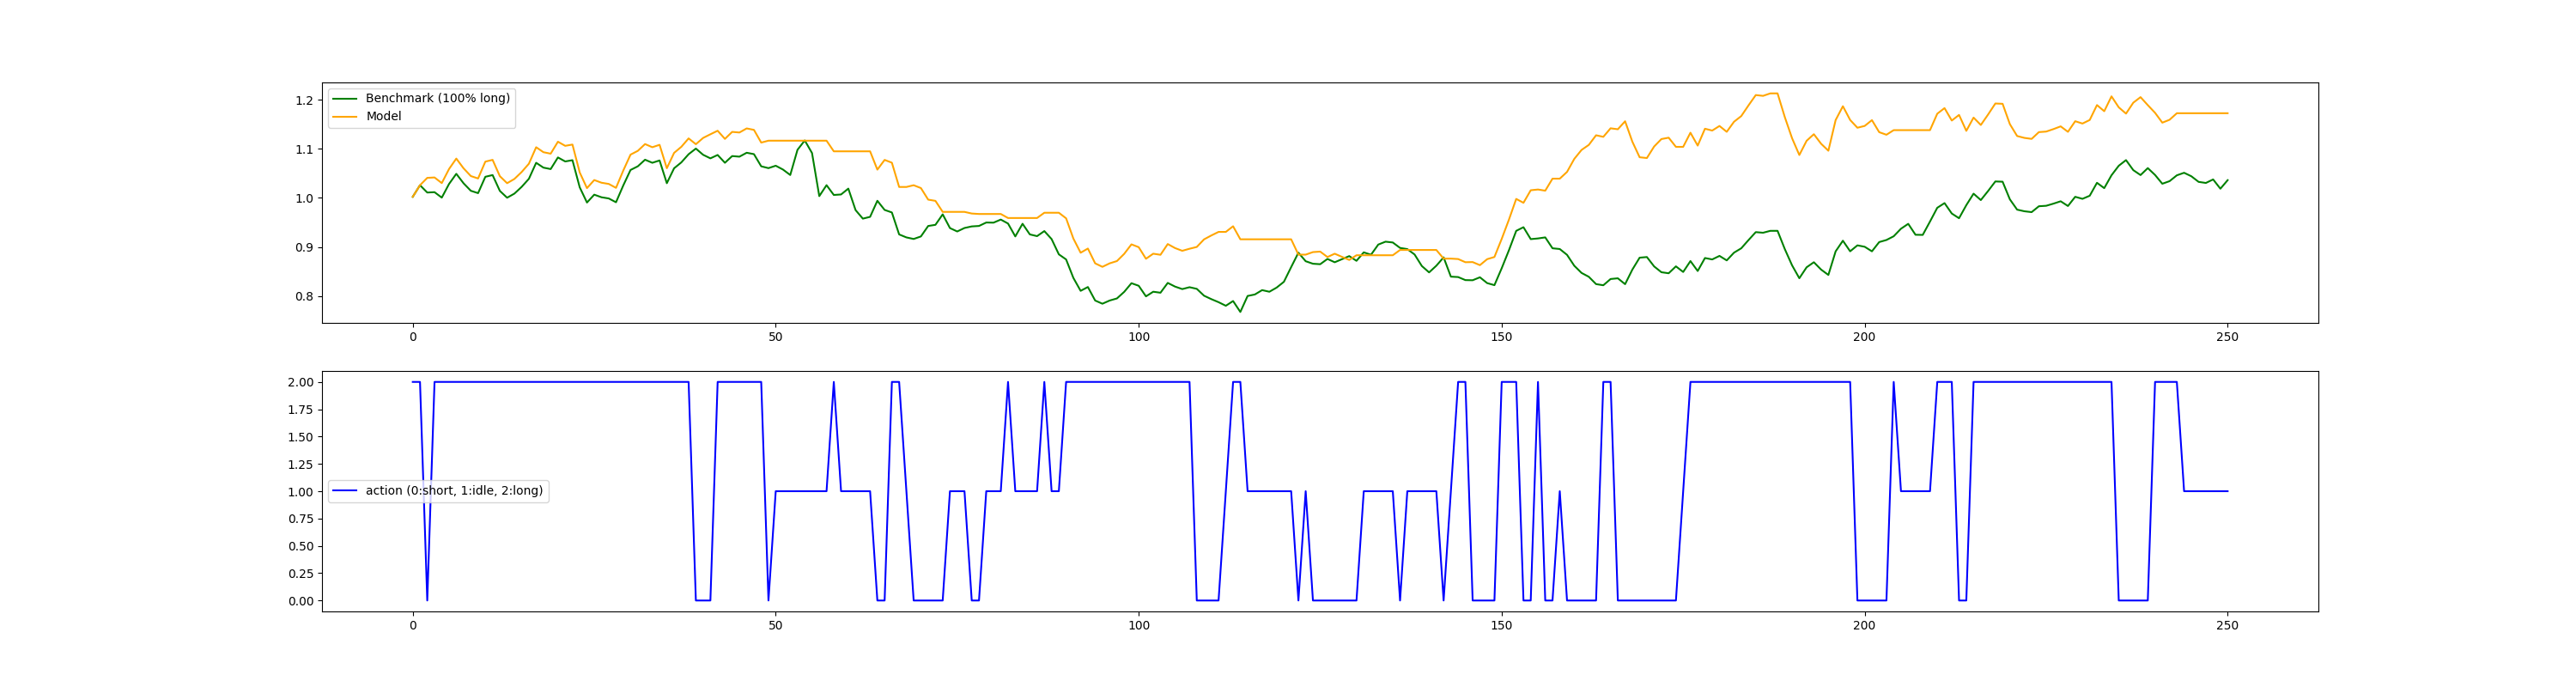 Benchmark (100% long)
Model
1.2
1.1
1.0
0.9
0.8
0 50 100 150 200 250
2.00
1.75
1.50
1.25
1.00
0.75
0.50
0.25
0.00
action (0:short, 1:idle, 2:long)
0 50 100 150 200 250